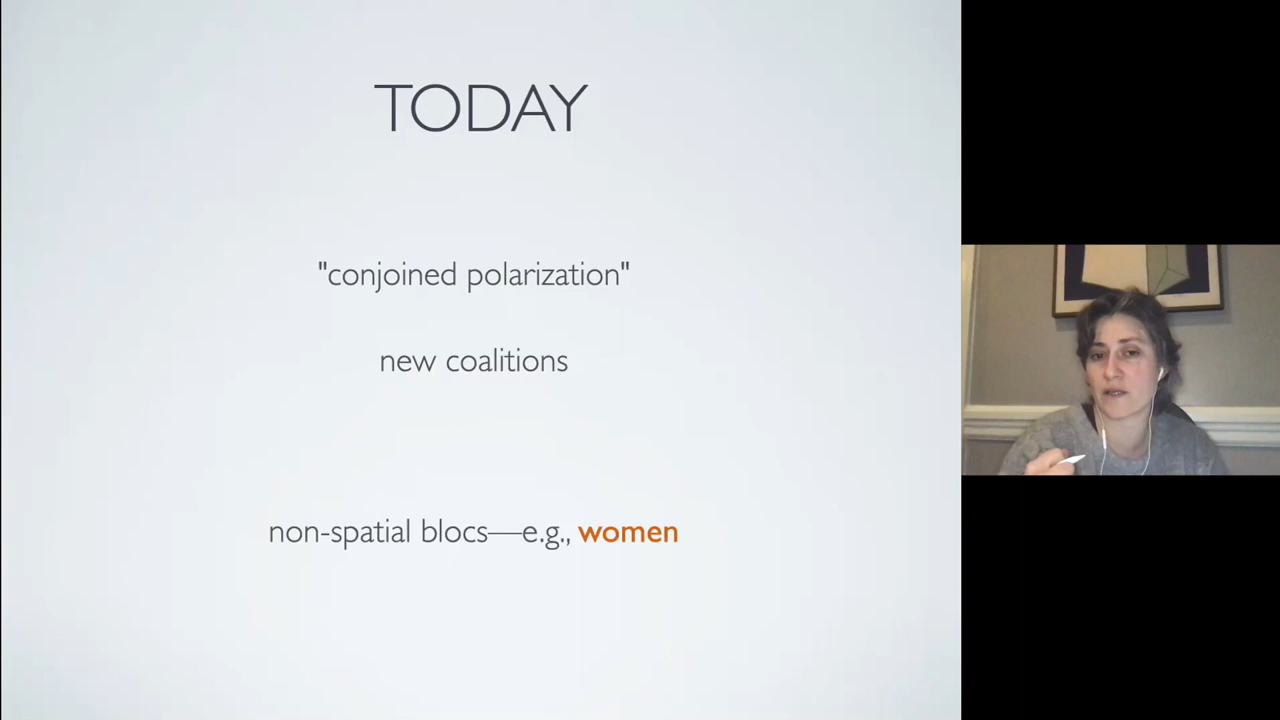 TODAY
"conjoined polarization"
new coalitions
non-spatial blocs—e.g., women